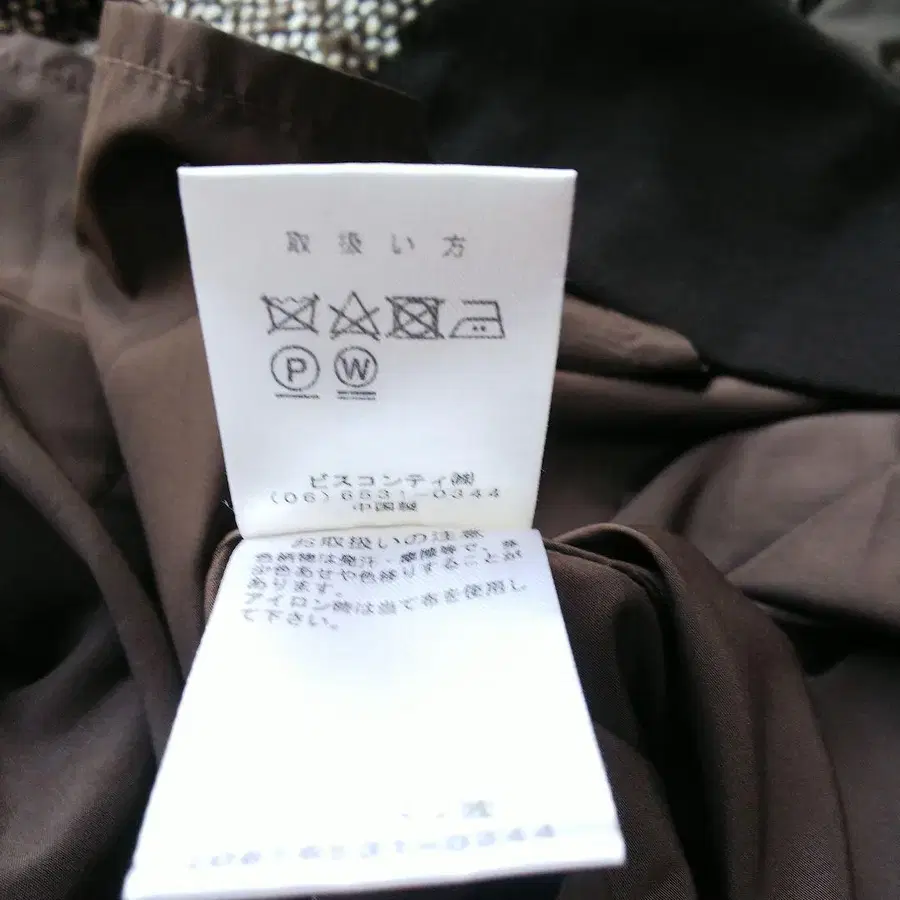 取扱い方
P W
ビスコンティ㈱
(06)6531-0344
中国製
お取扱いの注意
色柄物は発汗・摩擦等で、多
少色あせや色移りすることが
あります。
アイロン時は当て布を使用し
て下さい。
(06)6531-0344